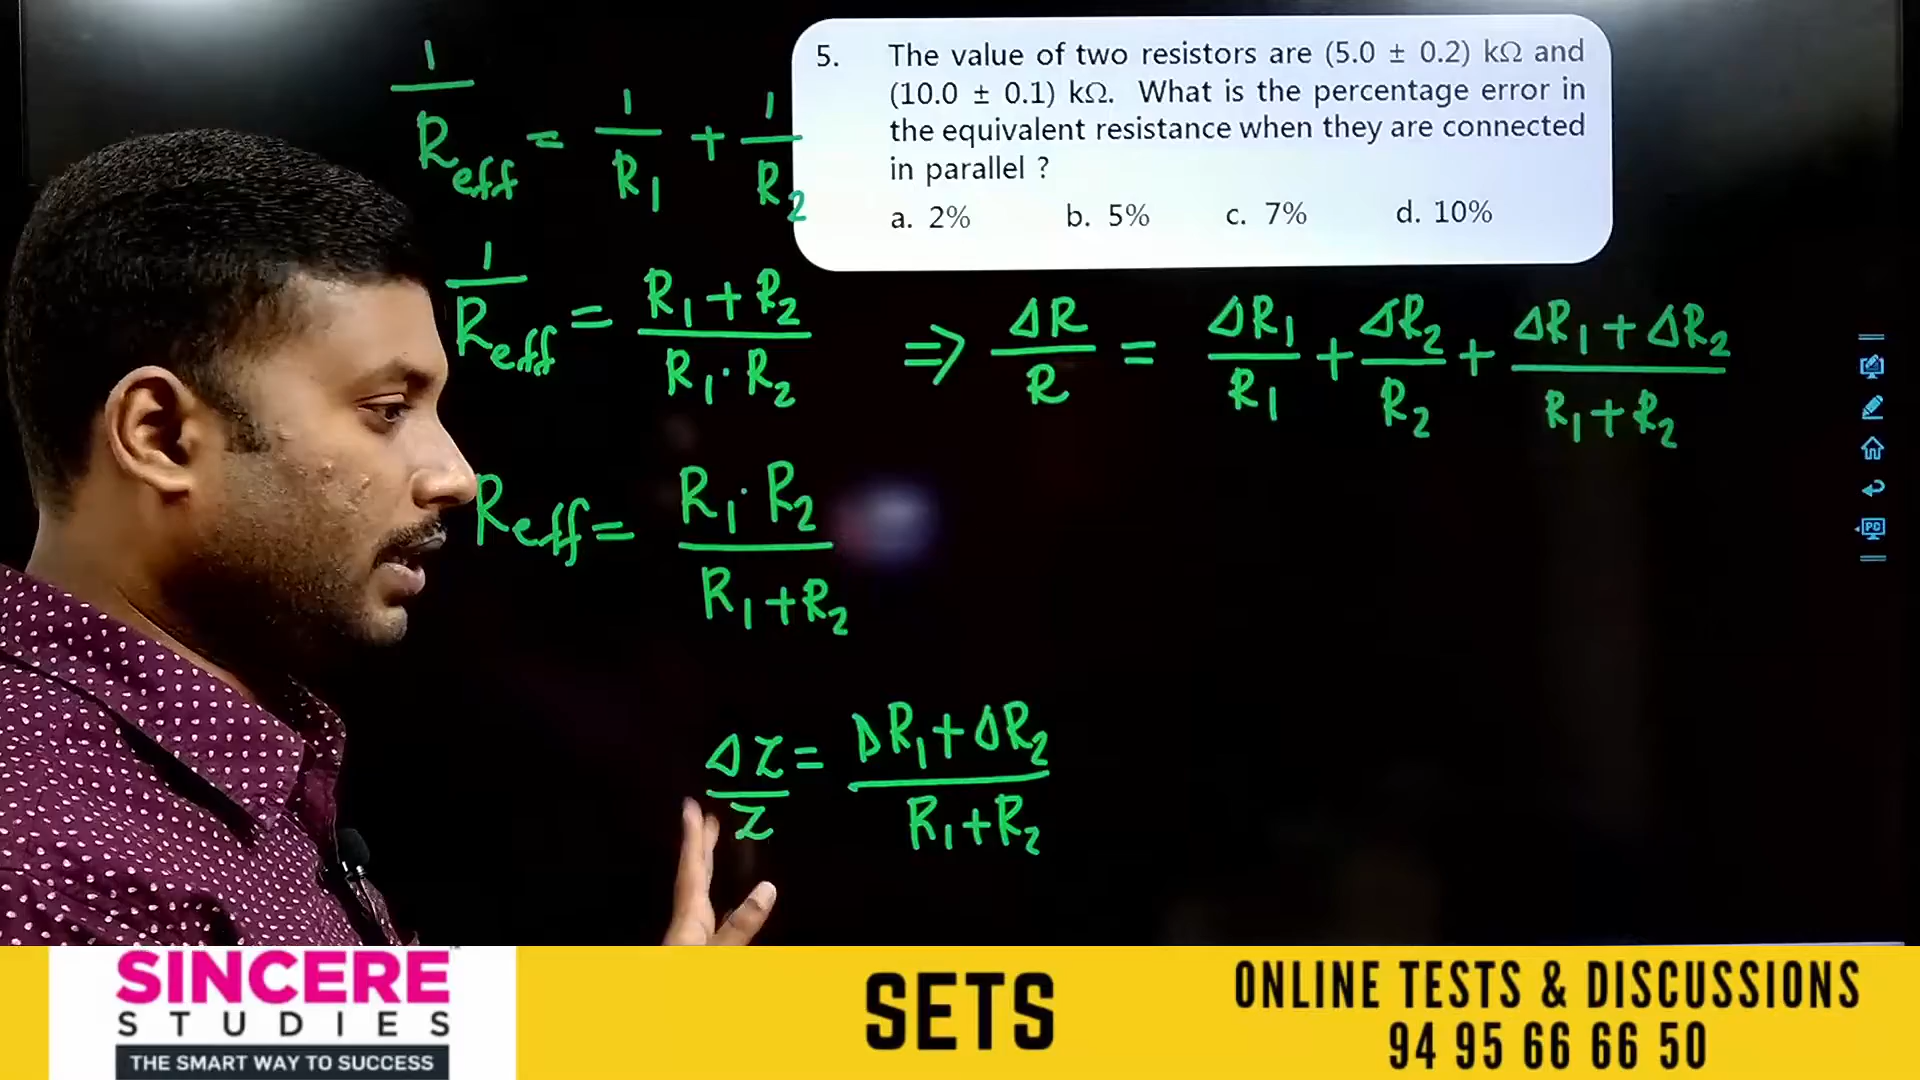 5. The value of two resistors are (5.0 ± 0.2) kΩ and
(10.0 ± 0.1) kΩ. What is the percentage error in
the equivalent resistance when they are connected
in parallel ?
a. 2% b. 5% c. 7% d. 10%
1/R_eff = 1/R₁ + 1/R₂
1/R_eff = (R₁ + R₂)/(R₁·R₂) ⇒ ΔR/R = ΔR₁/R₁ + ΔR₂/R₂ + (ΔR₁ + ΔR₂)/(R₁ + R₂)
R_eff = (R₁·R₂)/(R₁ + R₂)
ΔZ/Z = (ΔR₁ + ΔR₂)/(R₁ + R₂)
PC
SINCERE
STUDIES
THE SMART WAY TO SUCCESS
SETS
ONLINE TESTS & DISCUSSIONS
94 95 66 66 50